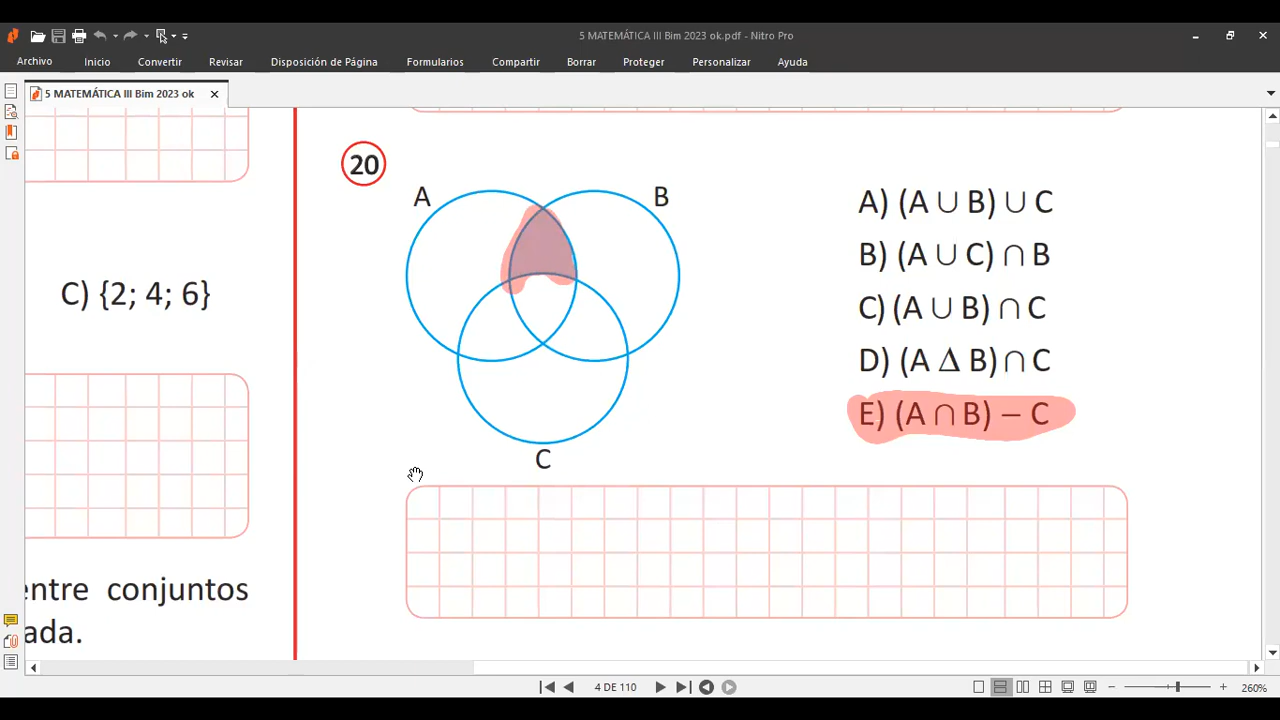 5 MATEMÁTICA III Bim 2023 ok.pdf - Nitro Pro
Archivo Inicio Convertir Revisar Disposición de Página Formularios Compartir Borrar Proteger Personalizar Ayuda
5 MATEMÁTICA III Bim 2023 ok
C) {2; 4; 6}
entre conjuntos
ada.
20
A
B
C
A) (A ∪ B) ∪ C
B) (A ∪ C) ∩ B
C) (A ∪ B) ∩ C
D) (A Δ B) ∩ C
E) (A ∩ B) – C
4 DE 110
260%